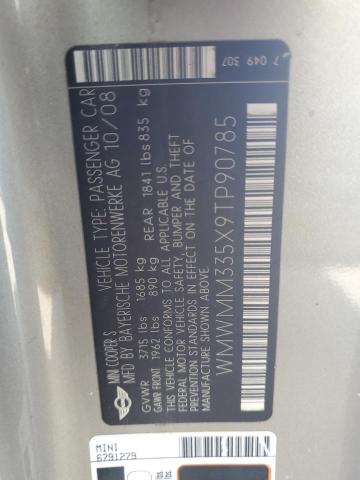 MINI COOPER S VEHICLE TYPE: PASSENGER CAR
MFD BY BAYERISCHE MOTORENWERKE AG 10/08
GVWR 3715 lbs 1685 kg
GAWR FRONT 1962 lbs 890 kg REAR 1841 lbs 835 kg
THIS VEHICLE CONFORMS TO ALL APPLICABLE U.S.
FEDERAL MOTOR VEHICLE SAFETY, BUMPER AND THEFT
PREVENTION STANDARDS IN EFFECT ON THE DATE OF
MANUFACTURE SHOWN ABOVE.
WMWMM335X9TP90785
7 049 307
MINI
6791279